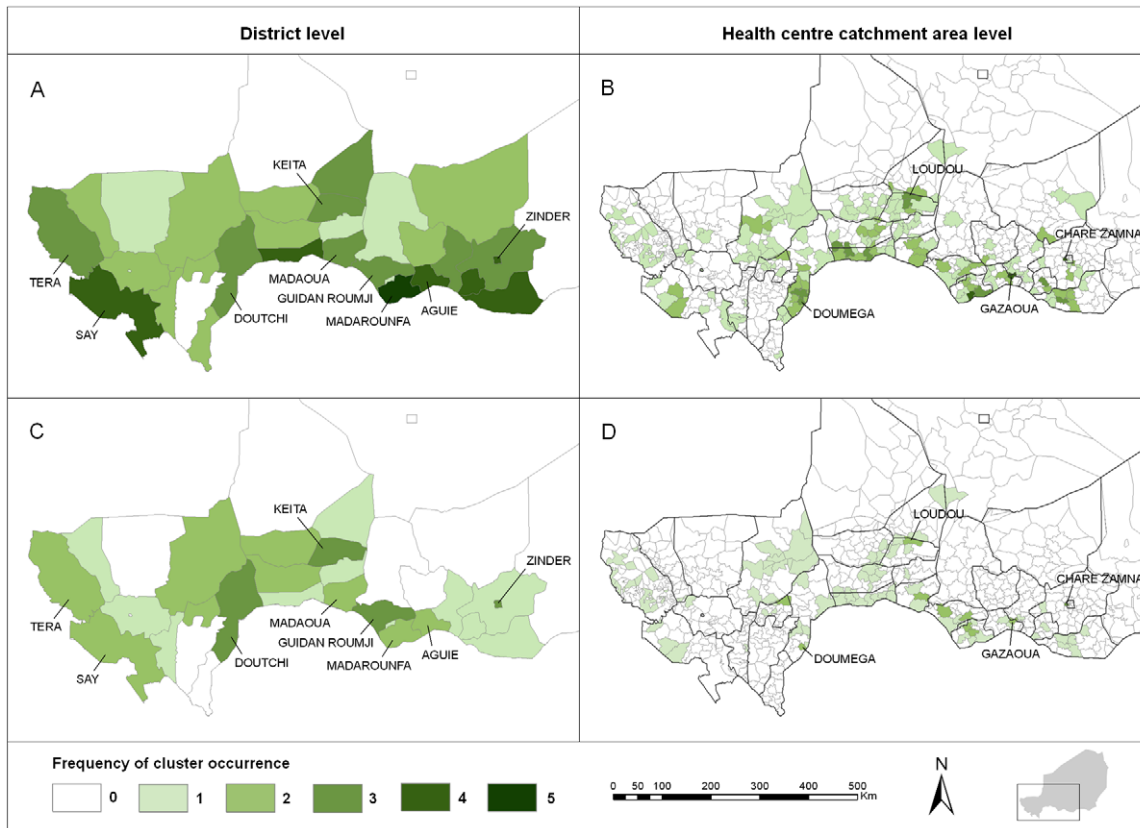 District level
Health centre catchment area level
A
KEITA
ZINDER
TERA
MADAOUA
GUIDAN ROUMJI
DOUTCHI
MADAROUNFA
AGUIE
SAY
B
LOUDOU
CHARE ZAMNA
DOUMEGA
GAZAOUA
C
KEITA
ZINDER
TERA
MADAOUA
GUIDAN ROUMJI
DOUTCHI
MADAROUNFA
AGUIE
SAY
D
LOUDOU
CHARE ZAMNA
DOUMEGA
GAZAOUA
Frequency of cluster occurrence
0 1 2 3 4 5
0 50 100 200 300 400 500
Km
N